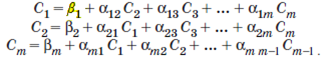 C₁ = β₁ + α₁₂ C₂ + α₁₃ C₃ + ... + α₁ₘ Cₘ
C₂ = β₂ + α₂₁ C₁ + α₂₃ C₃ + ... + α₂ₘ Cₘ
Cₘ = βₘ + αₘ₁ C₁ + αₘ₂ C₂ + ... + αₘ ₘ₋₁ Cₘ₋₁ .